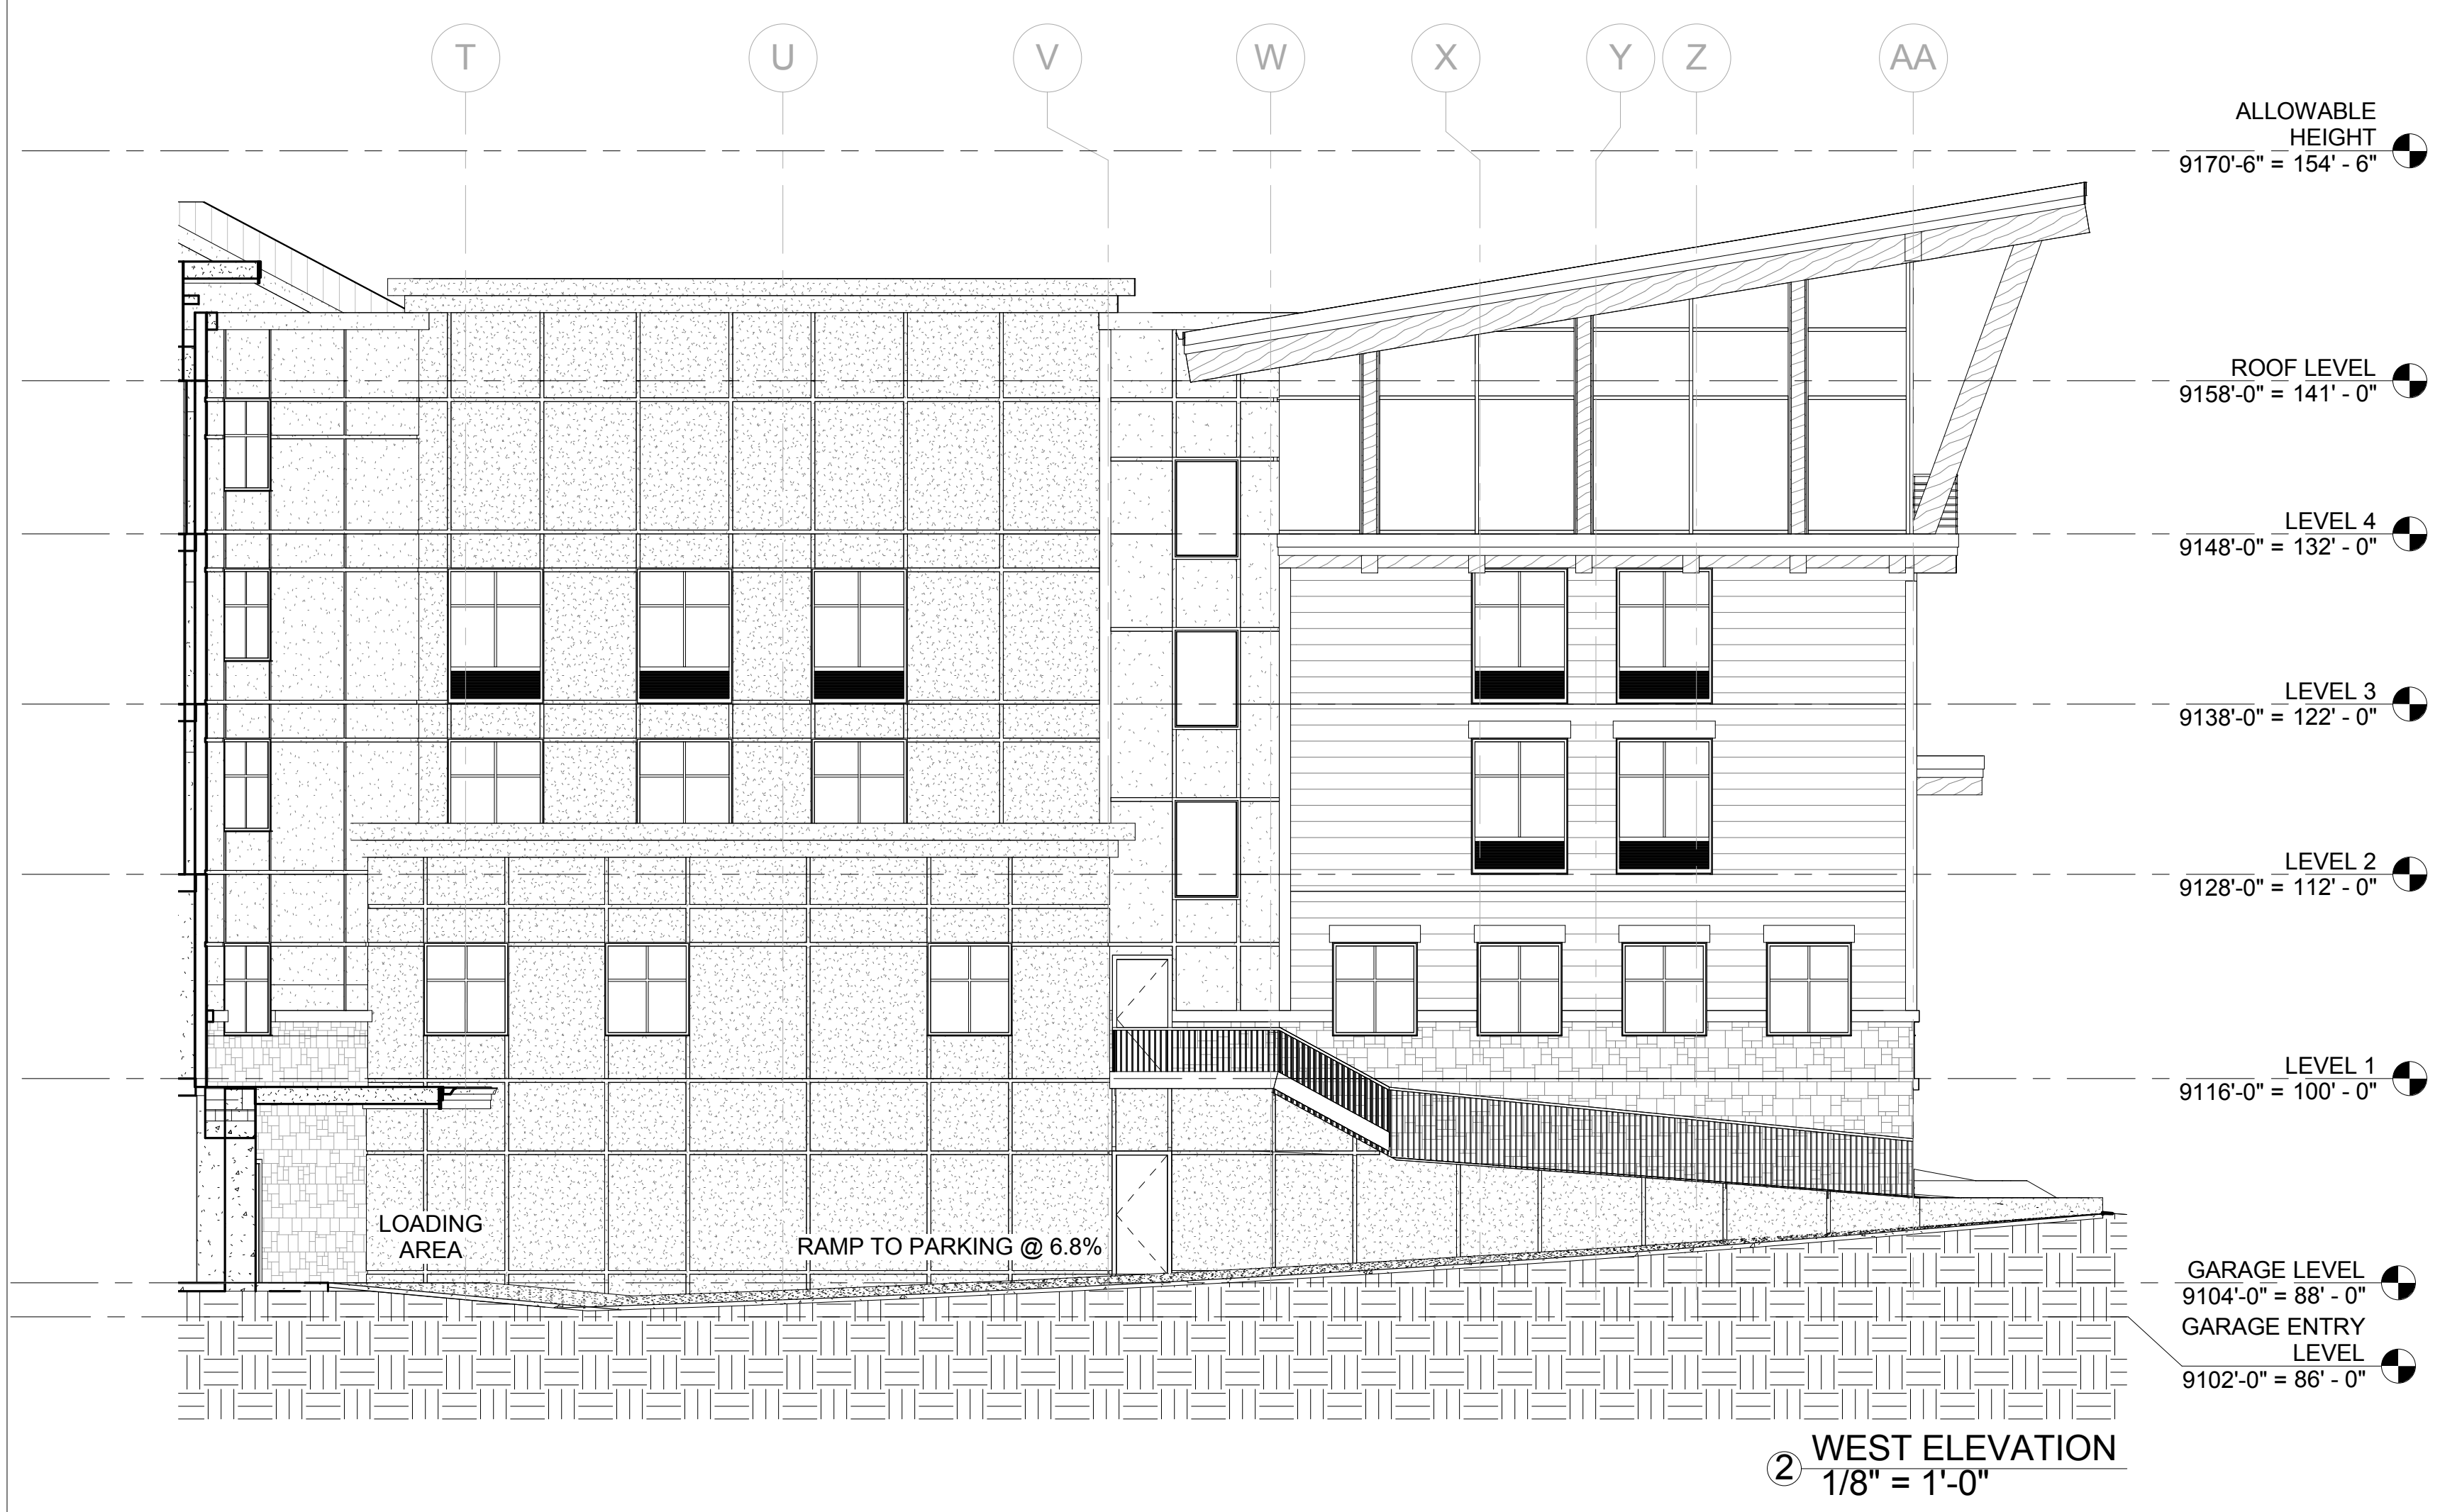 T U V W X Y Z AA
ALLOWABLE
HEIGHT
9170'-6" = 154' - 6"
ROOF LEVEL
9158'-0" = 141' - 0"
LEVEL 4
9148'-0" = 132' - 0"
LEVEL 3
9138'-0" = 122' - 0"
LEVEL 2
9128'-0" = 112' - 0"
LEVEL 1
9116'-0" = 100' - 0"
LOADING
AREA
RAMP TO PARKING @ 6.8%
GARAGE LEVEL
9104'-0" = 88' - 0"
GARAGE ENTRY
LEVEL
9102'-0" = 86' - 0"
2 WEST ELEVATION
1/8" = 1'-0"